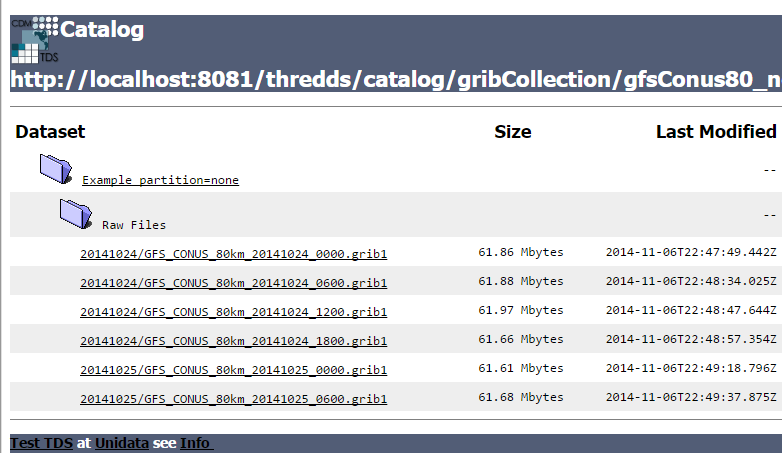 CDM
TDS
Catalog
http://localhost:8081/thredds/catalog/gribCollection/gfsConus80_n
Dataset Size Last Modified
Example partition=none --
Raw Files --
20141024/GFS_CONUS_80km_20141024_0000.grib1 61.86 Mbytes 2014-11-06T22:47:49.442Z
20141024/GFS_CONUS_80km_20141024_0600.grib1 61.88 Mbytes 2014-11-06T22:48:34.025Z
20141024/GFS_CONUS_80km_20141024_1200.grib1 61.97 Mbytes 2014-11-06T22:48:47.644Z
20141024/GFS_CONUS_80km_20141024_1800.grib1 61.66 Mbytes 2014-11-06T22:48:57.354Z
20141025/GFS_CONUS_80km_20141025_0000.grib1 61.61 Mbytes 2014-11-06T22:49:18.796Z
20141025/GFS_CONUS_80km_20141025_0600.grib1 61.68 Mbytes 2014-11-06T22:49:37.875Z
Test TDS at Unidata see Info